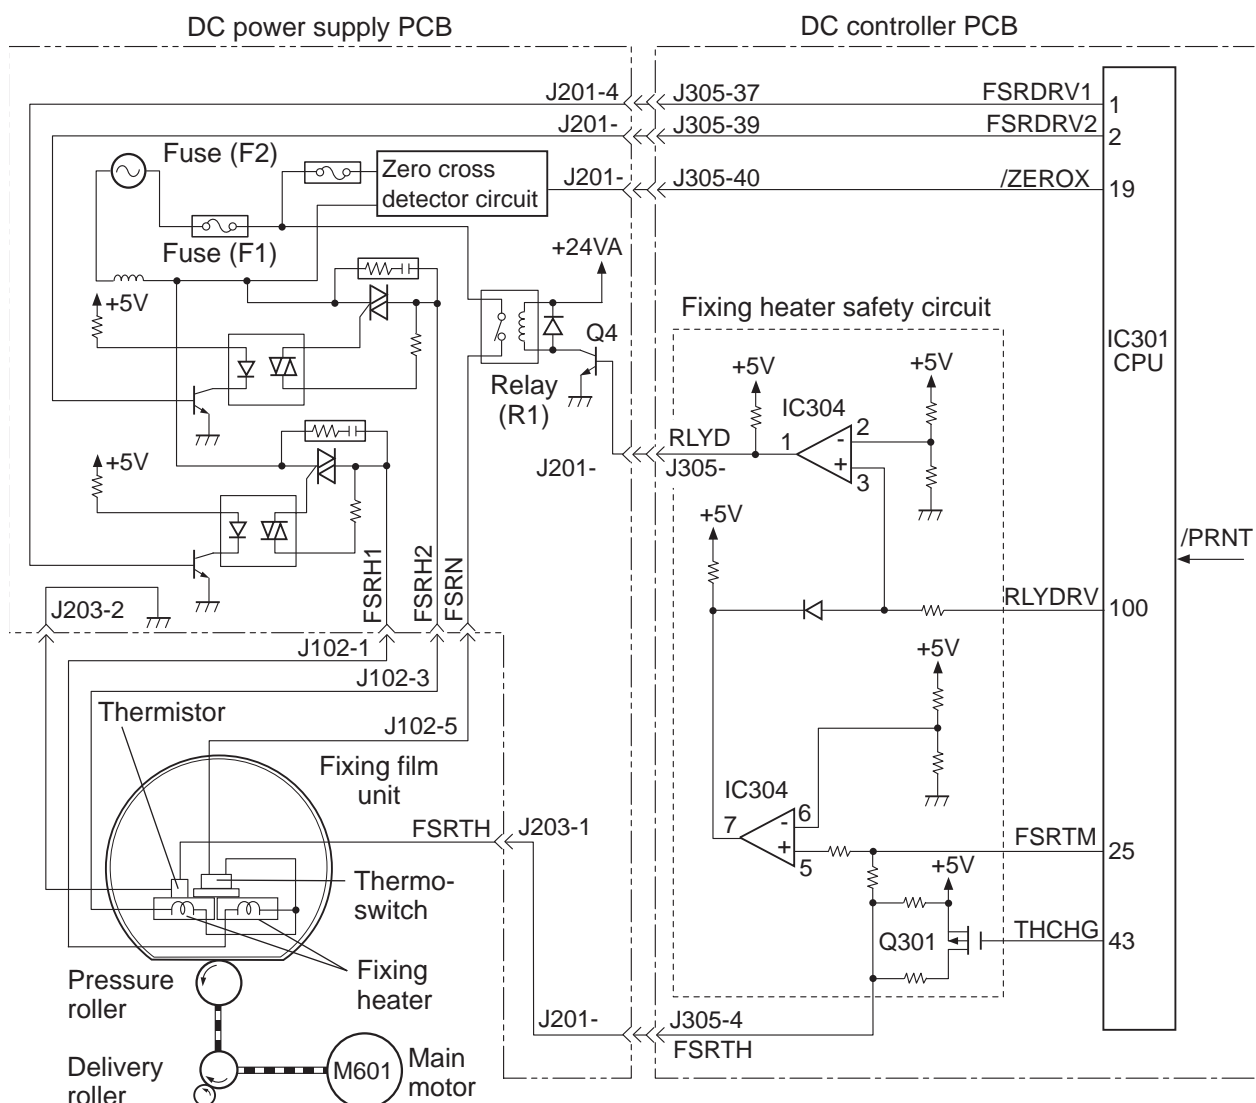 DC power supply PCB
DC controller PCB
J201-4
J305-37
FSRDRV1
1
J201-
J305-39
FSRDRV2
2
Fuse (F2)
Zero cross
detector circuit
J201-
J305-40
/ZEROX
19
Fuse (F1)
+24VA
+5V
Q4
Relay
(R1)
Fixing heater safety circuit
IC301
CPU
+5V
+5V
IC304
RLYD
1
2
-
+
3
J201-
J305-
+5V
+5V
/PRNT
FSRH1
FSRH2
FSRN
J203-2
RLYDRV
100
J102-1
J102-3
J102-5
+5V
Thermistor
Fixing film
unit
IC304
7
6
-
+
5
FSRTH
J203-1
FSRTM
25
+5V
Thermo-
switch
Q301
THCHG
43
Fixing
heater
Pressure
roller
J201-
J305-4
FSRTH
Delivery
roller
M601
Main
motor